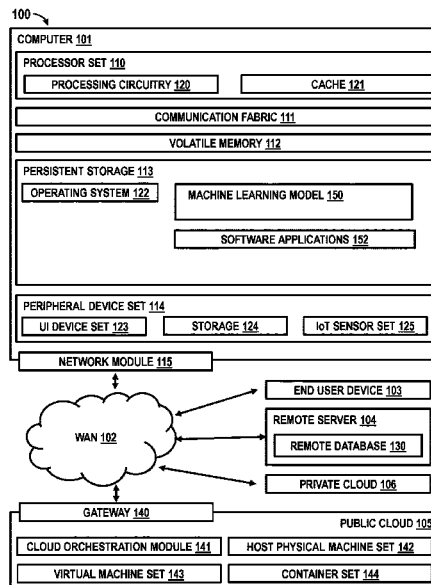 100
COMPUTER 101
PROCESSOR SET 110
PROCESSING CIRCUITRY 120
CACHE 121
COMMUNICATION FABRIC 111
VOLATILE MEMORY 112
PERSISTENT STORAGE 113
OPERATING SYSTEM 122
MACHINE LEARNING MODEL 150
SOFTWARE APPLICATIONS 152
PERIPHERAL DEVICE SET 114
UI DEVICE SET 123
STORAGE 124
IoT SENSOR SET 125
NETWORK MODULE 115
WAN 102
END USER DEVICE 103
REMOTE SERVER 104
REMOTE DATABASE 130
PRIVATE CLOUD 106
GATEWAY 140
PUBLIC CLOUD 105
CLOUD ORCHESTRATION MODULE 141
HOST PHYSICAL MACHINE SET 142
VIRTUAL MACHINE SET 143
CONTAINER SET 144